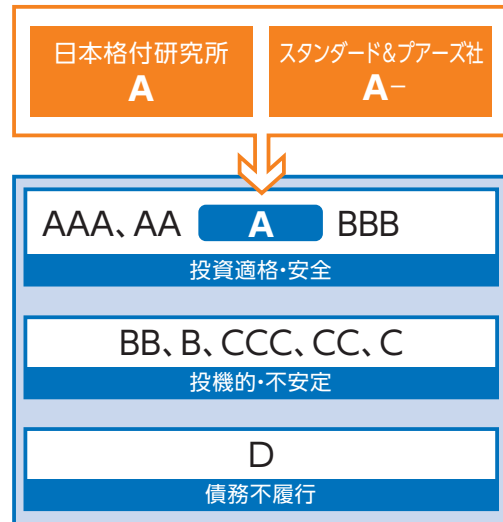 日本格付研究所
A
スタンダード&プアーズ社
A−
AAA、AA A BBB
投資適格・安全
BB、B、CCC、CC、C
投機的・不安定
D
債務不履行